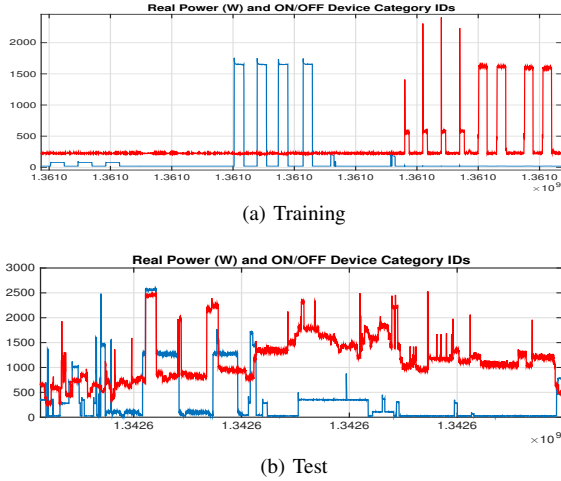 Real Power (W) and ON/OFF Device Category IDs
2000
1500
1000
500
0
1.3610 1.3610 1.3610 1.3610 1.3610 1.3610 1.3610 1.3610 1.3610
× 10⁹
(a) Training
Real Power (W) and ON/OFF Device Category IDs
3000
2500
2000
1500
1000
500
0
1.3426 1.3426 1.3426 1.3426
× 10⁹
(b) Test